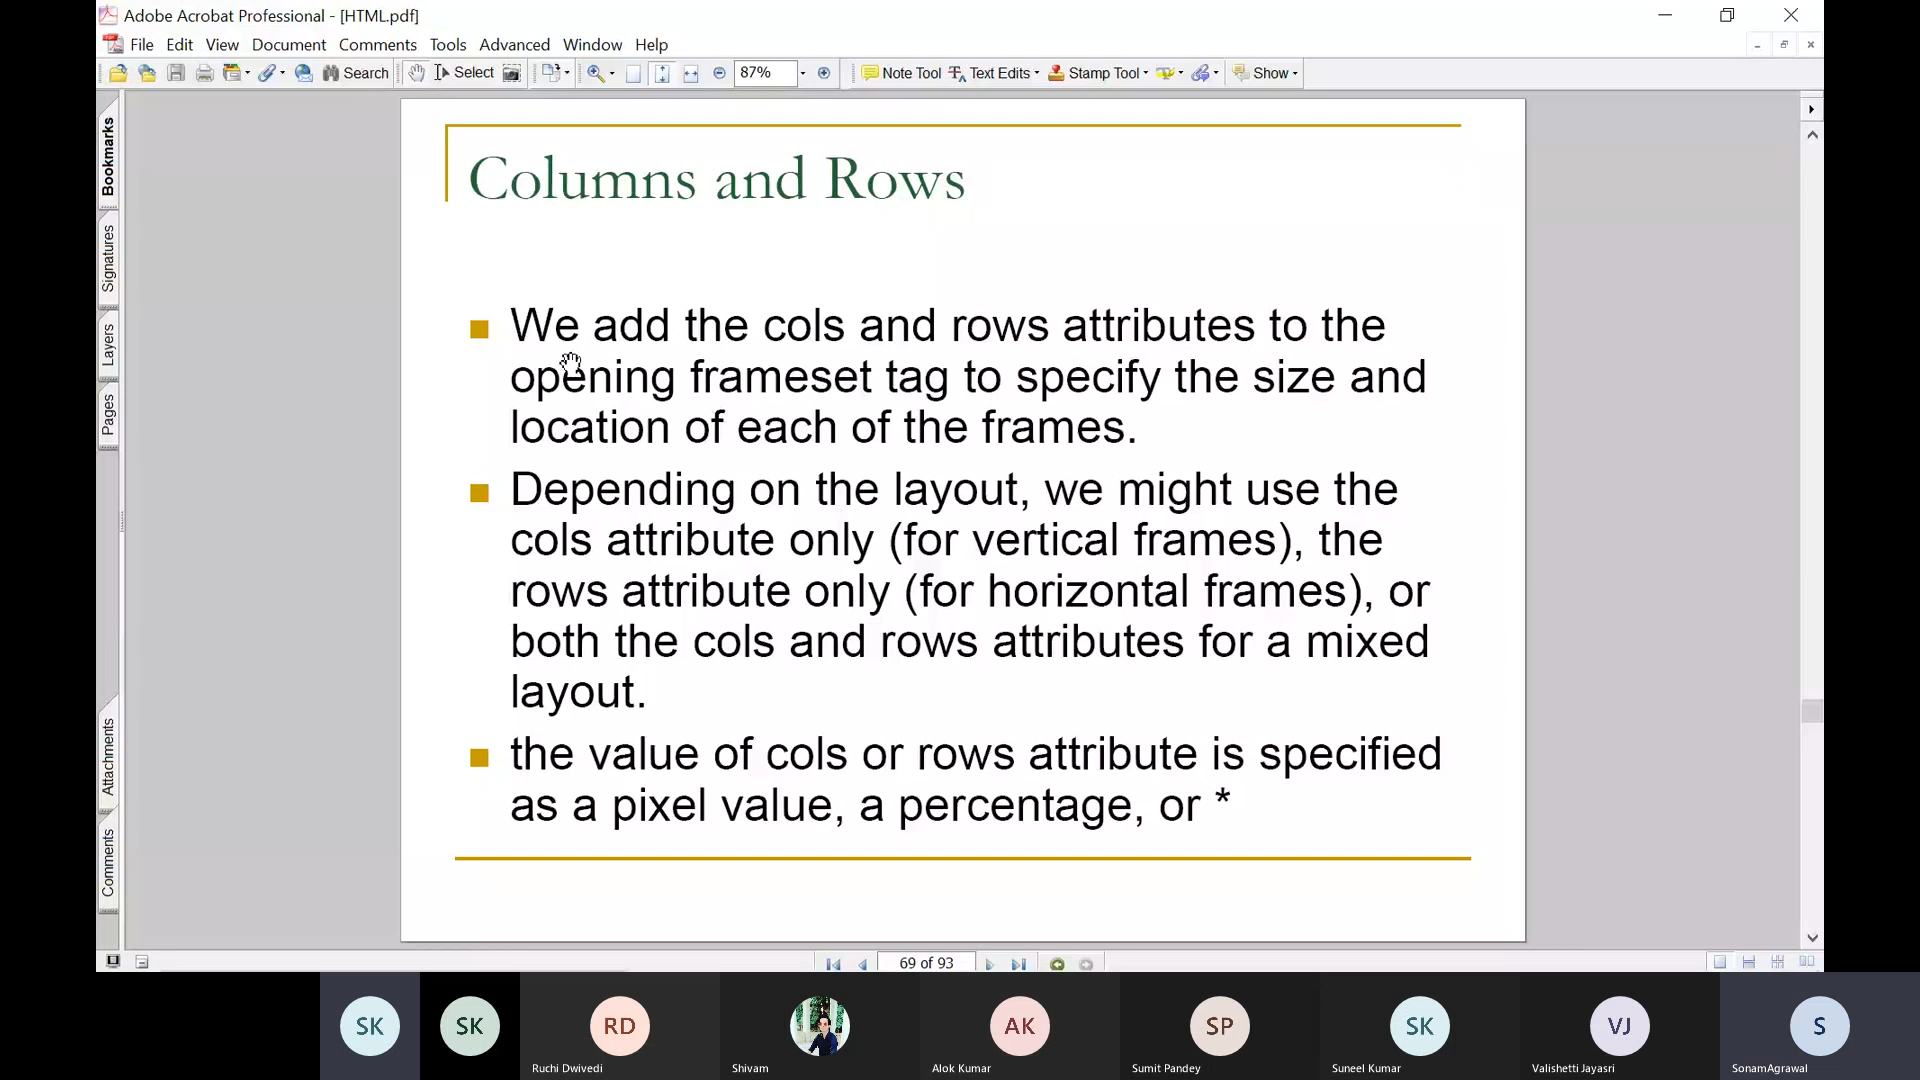 Adobe Acrobat Professional - [HTML.pdf]
File Edit View Document Comments Tools Advanced Window Help
Search Select 87% Note Tool Text Edits Stamp Tool Show
Bookmarks
Signatures
Layers
Pages
Attachments
Comments
Columns and Rows
We add the cols and rows attributes to the
opening frameset tag to specify the size and
location of each of the frames.
Depending on the layout, we might use the
cols attribute only (for vertical frames), the
rows attribute only (for horizontal frames), or
both the cols and rows attributes for a mixed
layout.
the value of cols or rows attribute is specified
as a pixel value, a percentage, or *
69 of 93
SK SK RD AK SP SK VJ S
Ruchi Dwivedi Shivam Alok Kumar Sumit Pandey Suneel Kumar Valishetti Jayasri SonamAgrawal